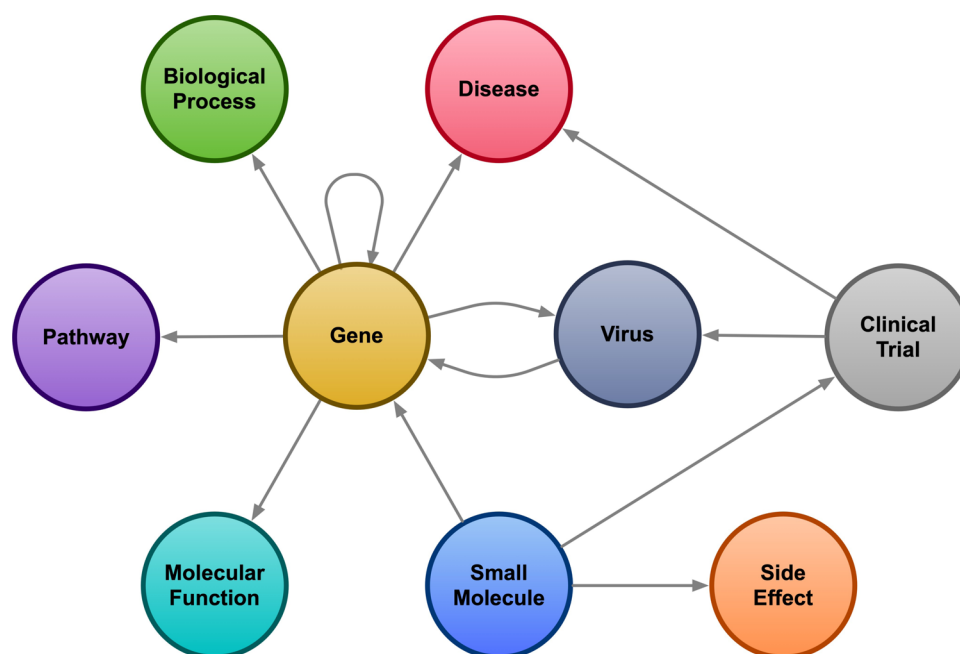 Biological
Process
Disease
Pathway
Gene
Virus
Clinical
Trial
Molecular
Function
Small
Molecule
Side
Effect